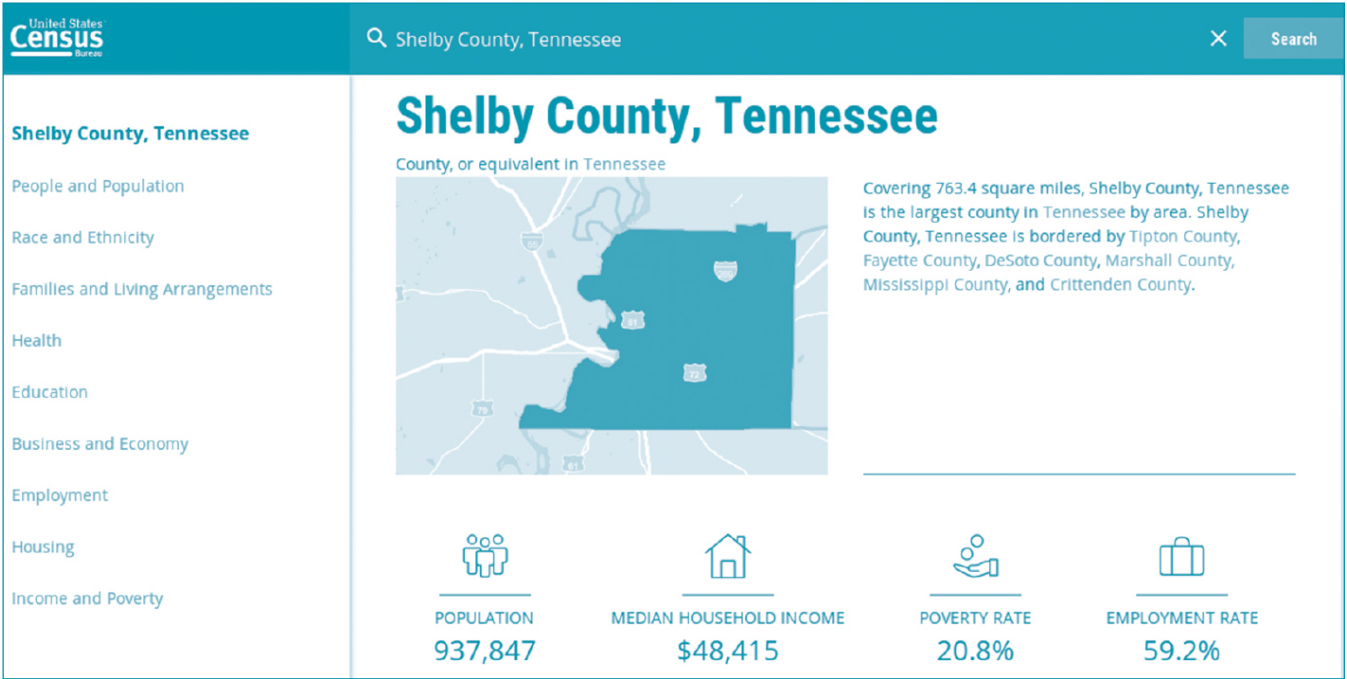 United States
Census
Bureau
Shelby County, Tennessee
Search
Shelby County, Tennessee
People and Population
Race and Ethnicity
Families and Living Arrangements
Health
Education
Business and Economy
Employment
Housing
Income and Poverty
Shelby County, Tennessee
County, or equivalent in Tennessee
61
72
79
61
Covering 763.4 square miles, Shelby County, Tennessee
is the largest county in Tennessee by area. Shelby
County, Tennessee is bordered by Tipton County,
Fayette County, DeSoto County, Marshall County,
Mississippi County, and Crittenden County.
POPULATION
937,847
MEDIAN HOUSEHOLD INCOME
$48,415
POVERTY RATE
20.8%
EMPLOYMENT RATE
59.2%